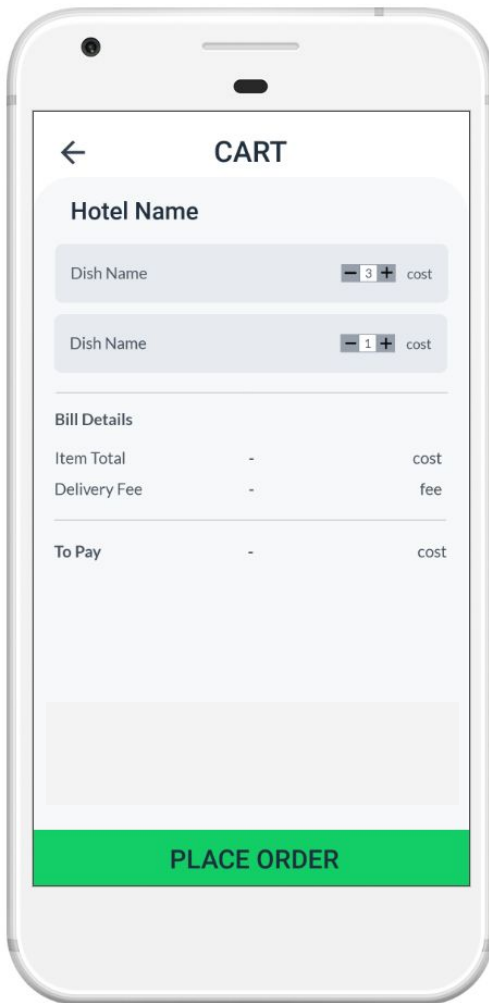 CART
Hotel Name
Dish Name 3 cost
Dish Name 1 cost
Bill Details
Item Total - cost
Delivery Fee - fee
To Pay - cost
PLACE ORDER